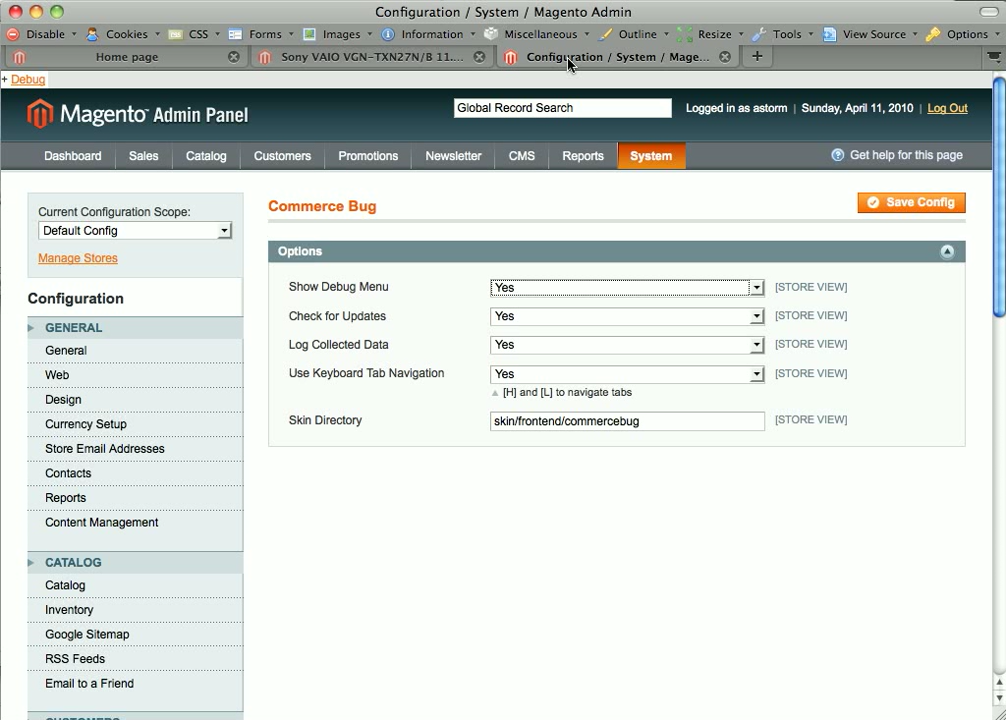 Configuration / System / Magento Admin
Disable Cookies CSS Forms Images Information Miscellaneous Outline Resize Tools View Source Options
Home page Sony VAIO VGN-TXN27N/B 11.... Configuration / System / Mage...
+ Debug
Magento™ Admin Panel
Global Record Search
Logged in as astorm | Sunday, April 11, 2010 | Log Out
Dashboard Sales Catalog Customers Promotions Newsletter CMS Reports System
Get help for this page
Current Configuration Scope:
Default Config
Manage Stores
Configuration
GENERAL
General
Web
Design
Currency Setup
Store Email Addresses
Contacts
Reports
Content Management
CATALOG
Catalog
Inventory
Google Sitemap
RSS Feeds
Email to a Friend
CUSTOMERS
Commerce Bug
Save Config
Options
Show Debug Menu Yes [STORE VIEW]
Check for Updates Yes [STORE VIEW]
Log Collected Data Yes [STORE VIEW]
Use Keyboard Tab Navigation Yes [STORE VIEW]
[H] and [L] to navigate tabs
Skin Directory skin/frontend/commercebug [STORE VIEW]